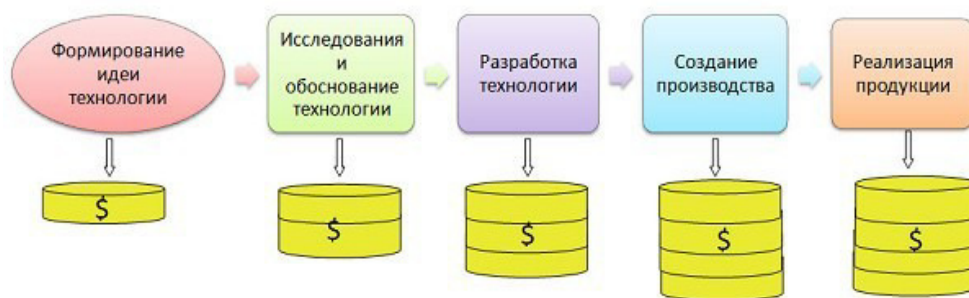 Формирование
идеи
технологии
Исследования
и
обоснование
технологии
Разработка
технологии
Создание
производства
Реализация
продукции
$
$
$
$
$